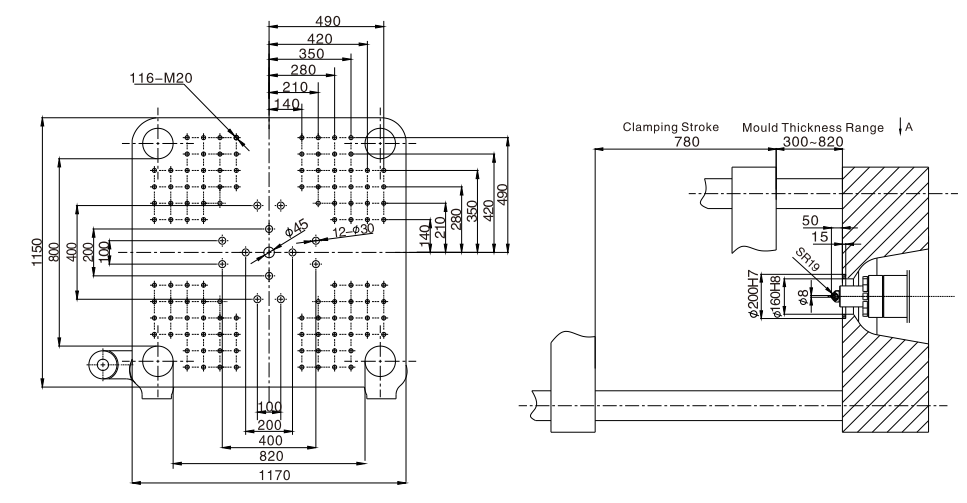 490
420
350
280
210
140
116-M20
1150
800
400
200
100
ϕ45
12-ϕ30
140
210
280
350
420
490
100
200
400
820
1170
Clamping Stroke
780
Mould Thickness Range
300~820
A
50
15
SR19
ϕ200H7
ϕ160H8
ϕ8